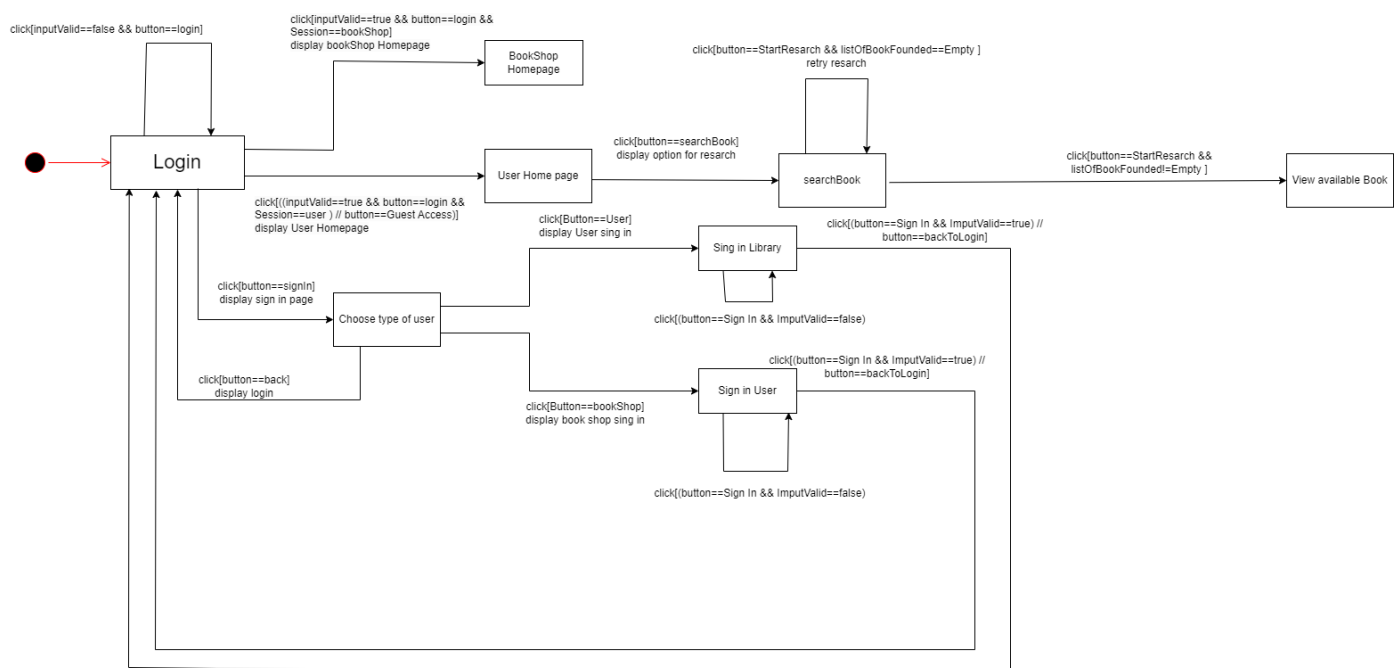 click[inputValid==false && button==login]
click[inputValid==true && button==login &&
Session==bookShop]
display bookShop Homepage
BookShop
Homepage
click[button==StartResarch && listOfBookFounded==Empty ]
retry resarch
Login
click[button==searchBook]
display option for resarch
click[button==StartResarch &&
listOfBookFounded!=Empty ]
User Home page
searchBook
View available Book
click[((inputValid==true && button==login &&
Session==user ) // button==Guest Access)]
display User Homepage
click[Button==User]
display User sing in
click[(button==Sign In && ImputValid==true) //
button==backToLogin]
Sing in Library
click[button==signIn]
display sign in page
Choose type of user
click[(button==Sign In && ImputValid==false)
click[button==back]
display login
click[(button==Sign In && ImputValid==true) //
button==backToLogin]
Sign in User
click[Button==bookShop]
display book shop sing in
click[(button==Sign In && ImputValid==false)